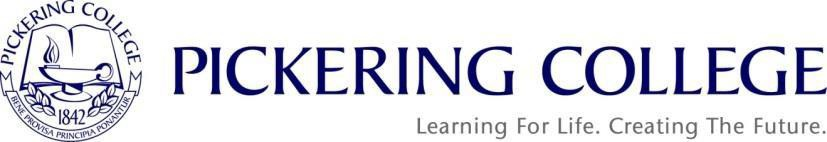 PICKERING COLLEGE
1842
BENE PROVISA PRINCIPIA PONANTUR
PICKERING COLLEGE
Learning For Life. Creating The Future.